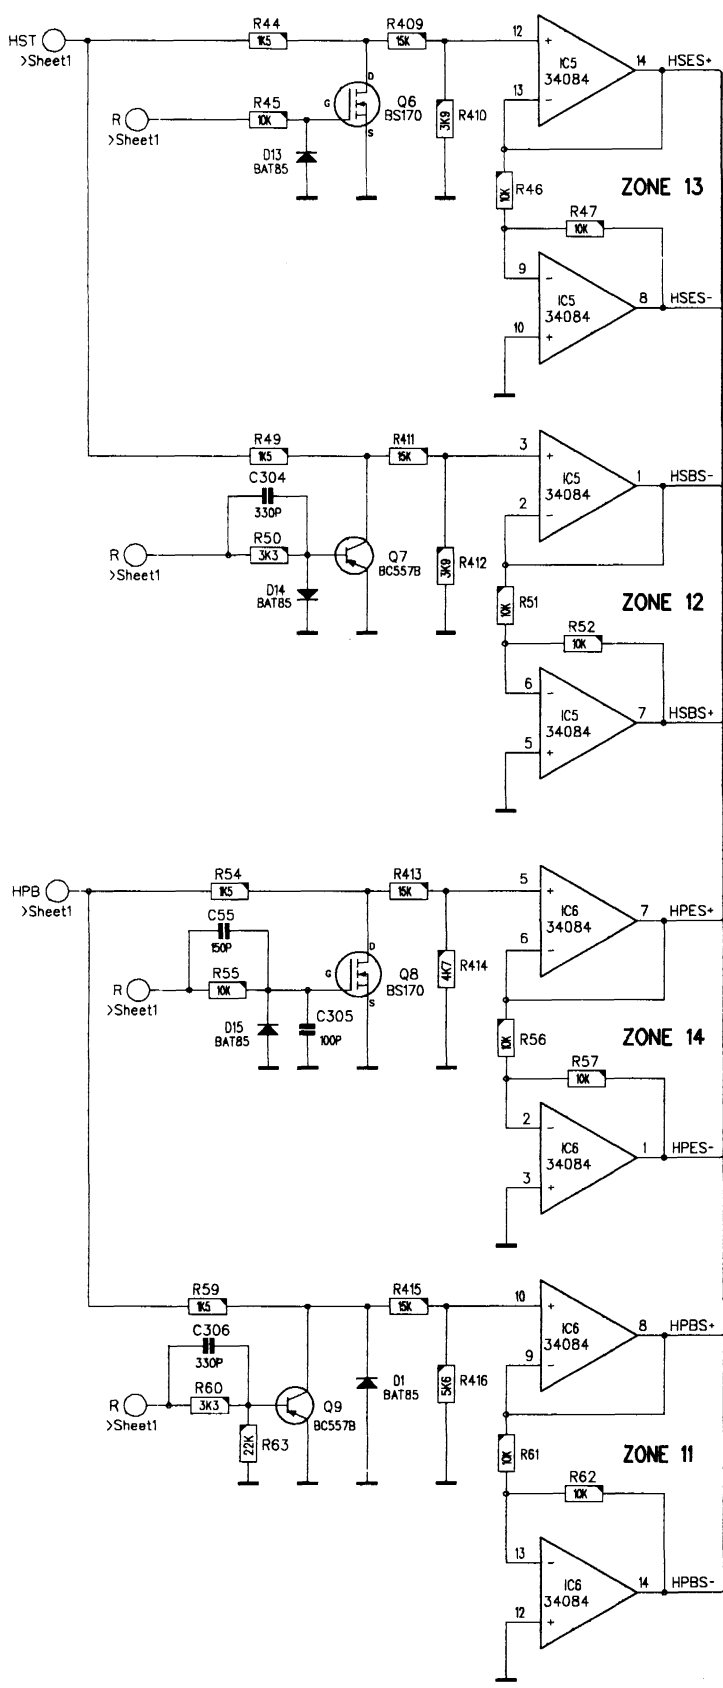 HST
>Sheet1
R44
1K5
R409
15K
12
+
IC5
34084
14
HSES+
13
-
R
>Sheet1
R45
10K
G
D
S
Q6
BS170
3K9
R410
D13
BAT85
10K
R46
ZONE 13
R47
10K
9
-
IC5
34084
8
HSES-
10
+
R49
1K5
R411
15K
3
+
IC5
34084
1
HSBS-
2
-
C304
330P
R
>Sheet1
R50
3K3
Q7
BC557B
3K9
R412
D14
BAT85
10K
R51
ZONE 12
R52
10K
6
-
IC5
34084
7
HSBS+
5
+
HPB
>Sheet1
R54
1K5
R413
15K
5
+
IC6
34084
7
HPES+
6
-
C55
150P
R
>Sheet1
R55
10K
G
D
S
Q8
BS170
4K7
R414
D15
BAT85
C305
100P
10K
R56
ZONE 14
R57
10K
2
-
IC6
34084
1
HPES-
3
+
R59
1K5
R415
15K
10
+
IC6
34084
8
HPBS+
9
-
C306
330P
R
>Sheet1
R60
3K3
Q9
BC557B
D1
BAT85
5K6
R416
22K
R63
10K
R61
ZONE 11
R62
10K
13
-
IC6
34084
14
HPBS-
12
+